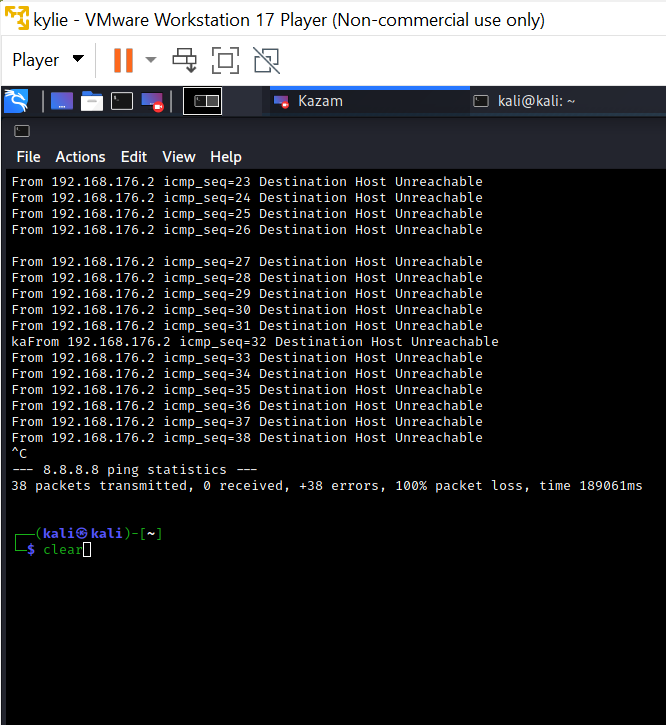 kylie - VMware Workstation 17 Player (Non-commercial use only)
Player
Kazam
kali@kali: ~
File Actions Edit View Help
From 192.168.176.2 icmp_seq=23 Destination Host Unreachable
From 192.168.176.2 icmp_seq=24 Destination Host Unreachable
From 192.168.176.2 icmp_seq=25 Destination Host Unreachable
From 192.168.176.2 icmp_seq=26 Destination Host Unreachable
From 192.168.176.2 icmp_seq=27 Destination Host Unreachable
From 192.168.176.2 icmp_seq=28 Destination Host Unreachable
From 192.168.176.2 icmp_seq=29 Destination Host Unreachable
From 192.168.176.2 icmp_seq=30 Destination Host Unreachable
From 192.168.176.2 icmp_seq=31 Destination Host Unreachable
kaFrom 192.168.176.2 icmp_seq=32 Destination Host Unreachable
From 192.168.176.2 icmp_seq=33 Destination Host Unreachable
From 192.168.176.2 icmp_seq=34 Destination Host Unreachable
From 192.168.176.2 icmp_seq=35 Destination Host Unreachable
From 192.168.176.2 icmp_seq=36 Destination Host Unreachable
From 192.168.176.2 icmp_seq=37 Destination Host Unreachable
From 192.168.176.2 icmp_seq=38 Destination Host Unreachable
^C
--- 8.8.8.8 ping statistics ---
38 packets transmitted, 0 received, +38 errors, 100% packet loss, time 189061ms
┌──(kali㉿kali)-[~]
└─$ clear